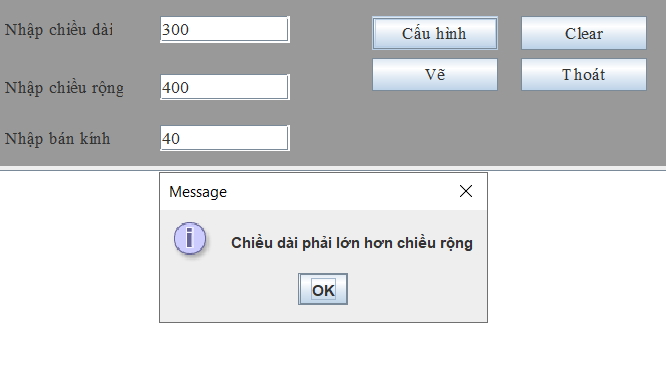 Nhập chiều dài 300 Cấu hình Clear
Vẽ Thoát
Nhập chiều rộng 400
Nhập bán kính 40
Message
i
Chiều dài phải lớn hơn chiều rộng
OK